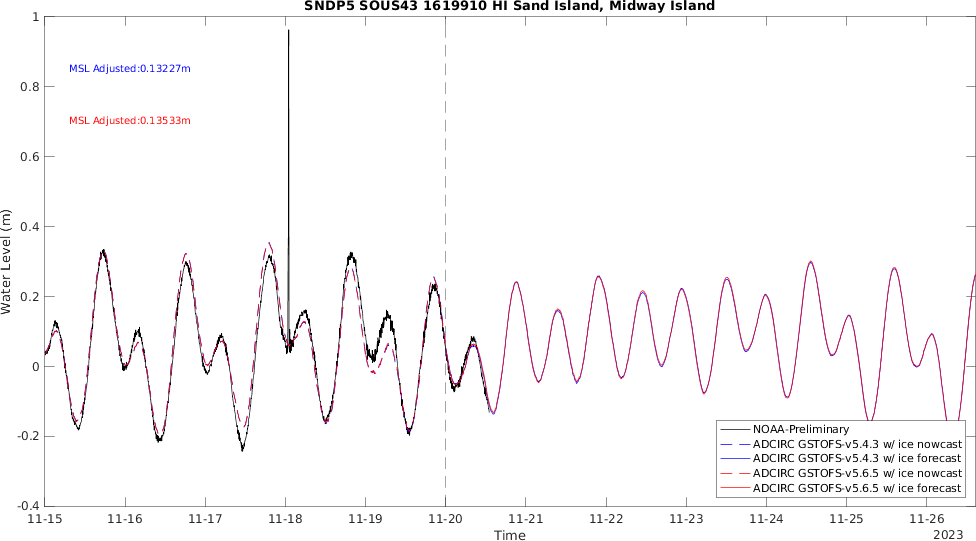 SNDP5 SOUS43 1619910 HI Sand Island, Midway Island
MSL Adjusted:0.13227m
MSL Adjusted:0.13533m
Water Level (m)
1
0.8
0.6
0.4
0.2
0
-0.2
-0.4
NOAA-Preliminary
ADCIRC GSTOFS-v5.4.3 w/ ice nowcast
ADCIRC GSTOFS-v5.4.3 w/ ice forecast
ADCIRC GSTOFS-v5.6.5 w/ ice nowcast
ADCIRC GSTOFS-v5.6.5 w/ ice forecast
11-15 11-16 11-17 11-18 11-19 11-20 11-21 11-22 11-23 11-24 11-25 11-26
Time
2023